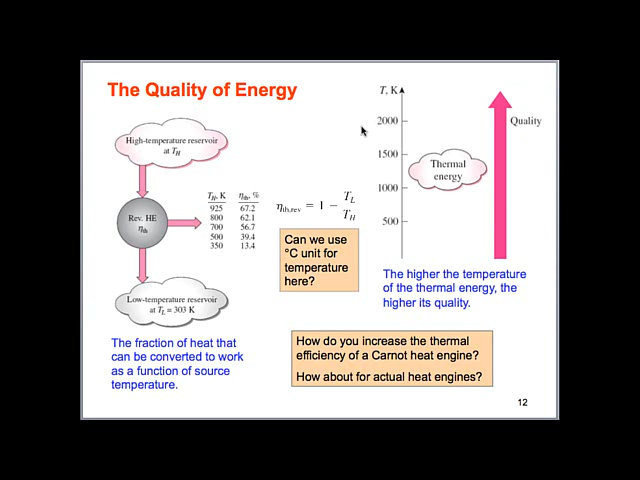 The Quality of Energy
High-temperature reservoir
at T_H
Rev. HE
η_th
Low-temperature reservoir
at T_L = 303 K
T_H, K η_th, %
925 67.2
800 62.1
700 56.7
500 39.4
350 13.4
η_th,rev = 1 − T_L / T_H
Can we use
°C unit for
temperature
here?
T, K
2000
1500
1000
500
Thermal
energy
Quality
The higher the temperature
of the thermal energy, the
higher its quality.
The fraction of heat that
can be converted to work
as a function of source
temperature.
How do you increase the thermal
efficiency of a Carnot heat engine?
How about for actual heat engines?
12